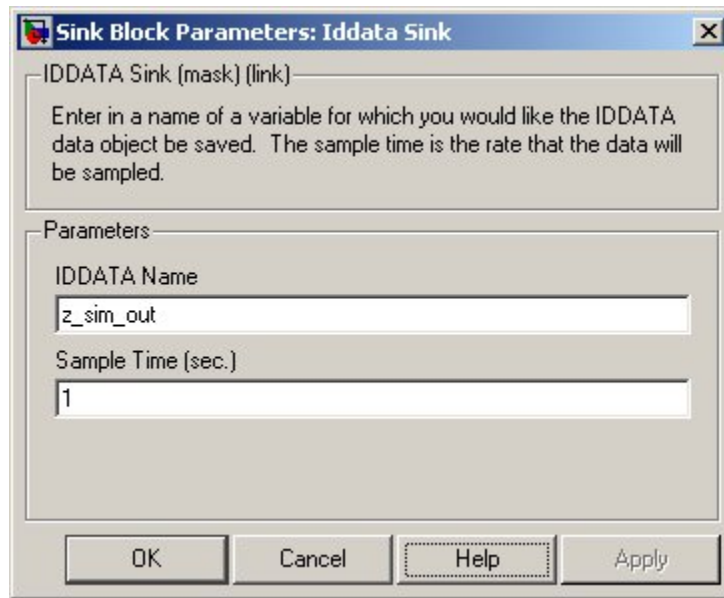 Sink Block Parameters: Iddata Sink
IDDATA Sink (mask) (link)
Enter in a name of a variable for which you would like the IDDATA
data object be saved.  The sample time is the rate that the data will
be sampled.
Parameters
IDDATA Name
z_sim_out
Sample Time (sec.)
1
OK Cancel Help Apply